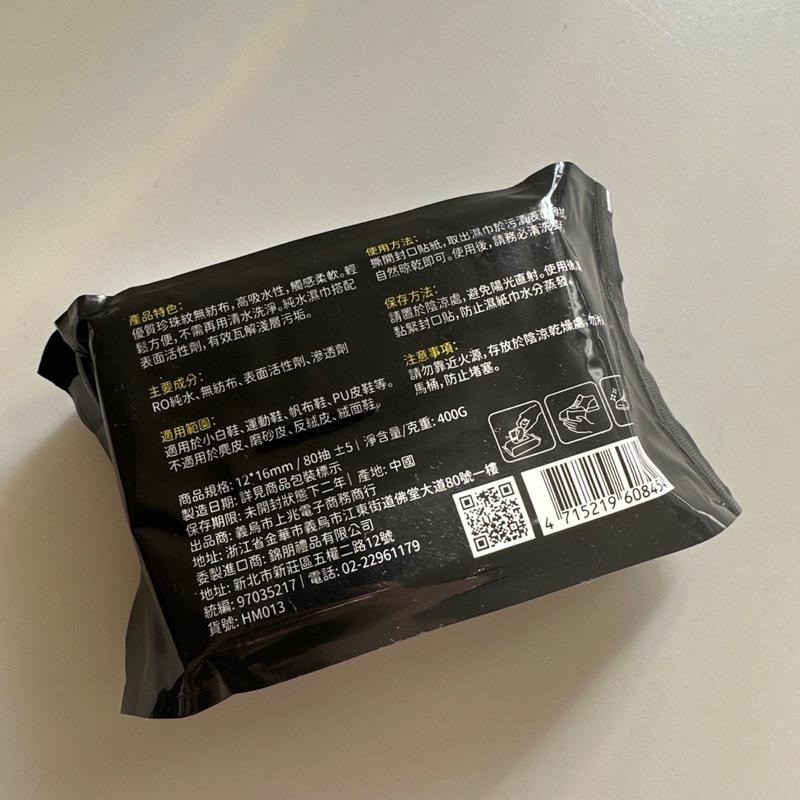 產品特色:
優質珍珠紋無紡布, 高吸水性, 觸感柔軟。輕
鬆方便, 不需再用清水洗淨。純水濕巾搭配
表面活性劑, 有效瓦解淺層污垢。
主要成分:
RO純水、無紡布、表面活性劑、滲透劑
適用範圍:
適用於小白鞋、運動鞋、帆布鞋、PU皮鞋等。
不適用於麂皮、磨砂皮、反絨皮、絨面鞋。
使用方法:
撕開封口貼紙, 取出濕巾於污漬表面
自然晾乾即可。使用後, 請務必清洗雙
保存方法:
請置於陰涼處, 避免陽光直射。使用後
黏緊封口貼, 防止濕紙巾水分蒸發
注意事項:
請勿靠近火源, 存放於陰涼乾燥處, 勿
馬桶, 防止堵塞。
商品規格: 12*16mm / 80抽 ±5 | 淨含量/克重: 400G
製造日期: 詳見商品包裝標示
保存期限: 未開封狀態下二年 | 產地: 中國
出品商: 義烏市上兆電子商務商行
地址: 浙江省金華市義烏市江東街道佛堂大道80號一樓
委製進口商: 錦朋禮品有限公司
地址: 新北市新莊區五權二路12號
統編: 97035217 | 電話: 02-22961179
貨號: HM013
4 715219 60845